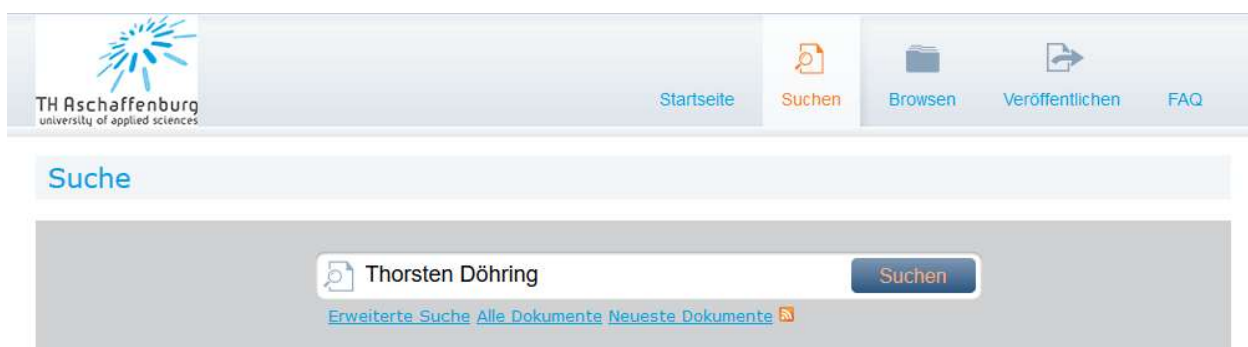 TH Aschaffenburg
university of applied sciences
Startseite Suchen Browsen Veröffentlichen FAQ
Suche
Thorsten Döhring Suchen
Erweiterte Suche Alle Dokumente Neueste Dokumente